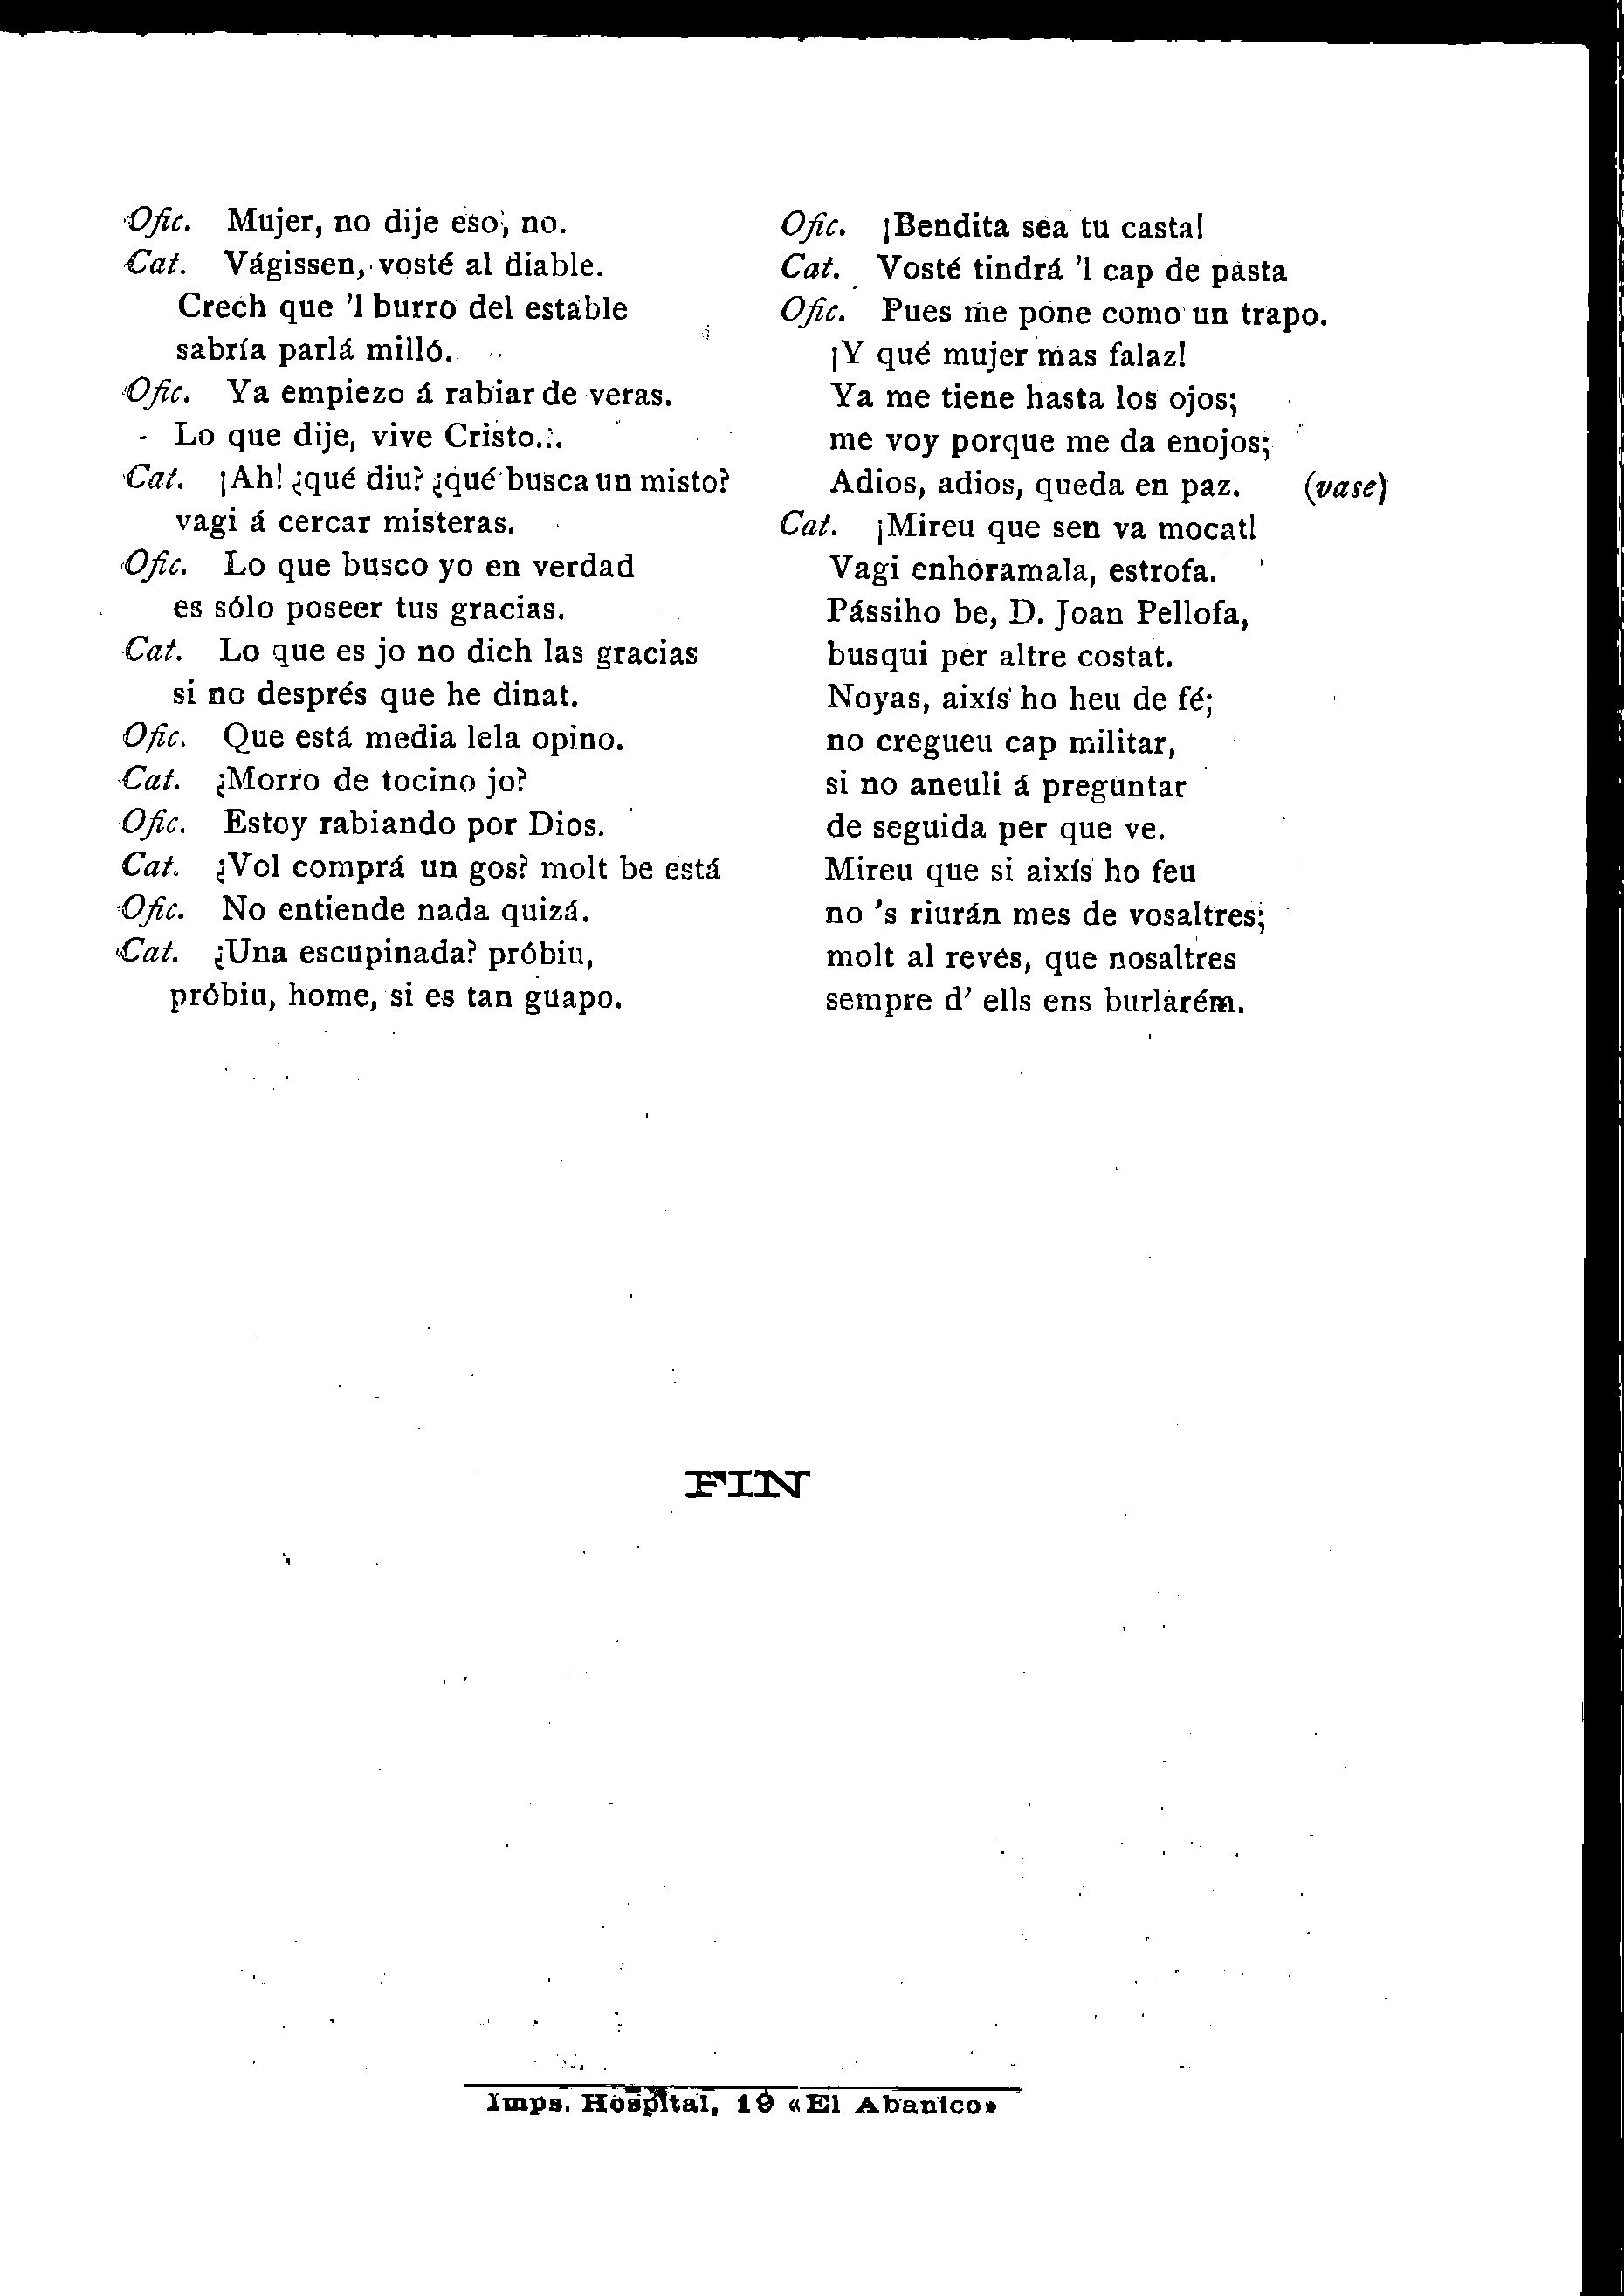 Ofic. Mujer, no dije eso, no.
Cat. Vágissen, vosté al diable.
Crech que 'l burro del estable
sabría parlá milló.
Ofic. Ya empiezo á rabiar de veras.
Lo que dije, vive Cristo...
Cat. ¡Ah! ¿qué diu? ¿qué busca un misto?
vagi á cercar misteras.
Ofic. Lo que busco yo en verdad
es sólo poseer tus gracias.
Cat. Lo que es jo no dich las gracias
si no després que he dinat.
Ofic. Que está media lela opino.
Cat. ¿Morro de tocino jo?
Ofic. Estoy rabiando por Dios.
Cat. ¿Vol comprá un gos? molt be está
Ofic. No entiende nada quizá.
Cat. ¿Una escupinada? próbiu,
próbiu, home, si es tan guapo.
Ofic. ¡Bendita sea tu casta!
Cat. Vosté tindrá 'l cap de pasta
Ofic. Pues me pone como un trapo.
¡Y qué mujer mas falaz!
Ya me tiene hasta los ojos;
me voy porque me da enojos;
Adios, adios, queda en paz. (vase)
Cat. ¡Mireu que sen va mocat!
Vagi enhoramala, estrofa.
Pássiho be, D. Joan Pellofa,
busqui per altre costat.
Noyas, aixís ho heu de fé;
no cregueu cap militar,
si no aneuli á preguntar
de seguida per que ve.
Mireu que si aixís ho feu
no 's riurán mes de vosaltres;
molt al revés, que nosaltres
sempre d' ells ens burlarém.
FIN
Imps. Hospital, 19 «El Abanico»